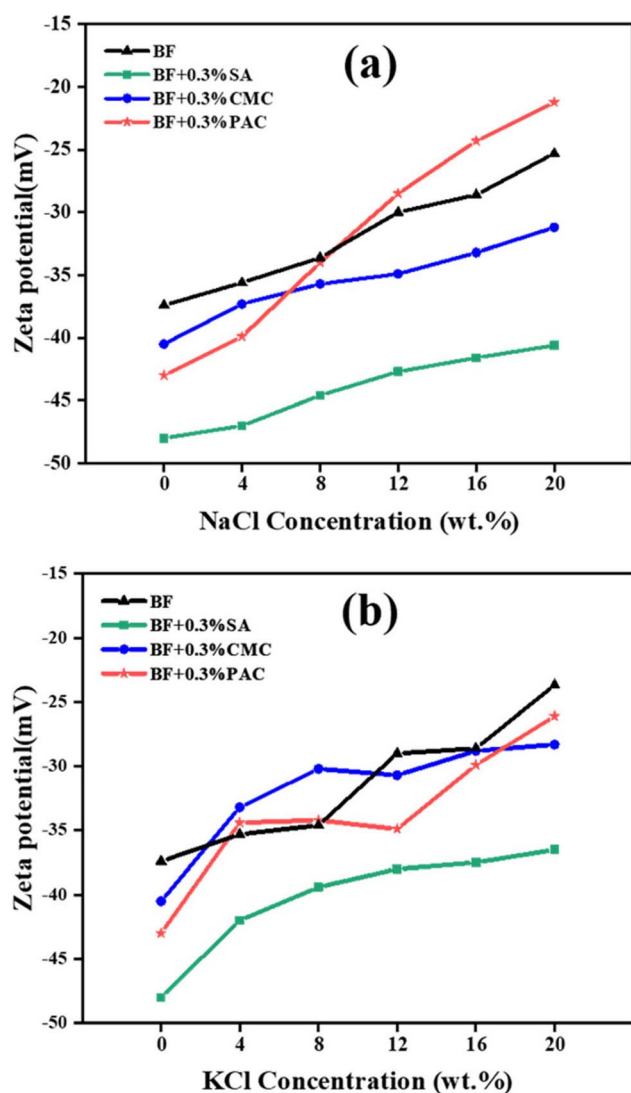 (a)
BF
BF+0.3%SA
BF+0.3%CMC
BF+0.3%PAC
Zeta potential(mV)
-15
-20
-25
-30
-35
-40
-45
-50
0 4 8 12 16 20
NaCl Concentration (wt.%)
(b)
BF
BF+0.3%SA
BF+0.3%CMC
BF+0.3%PAC
Zeta potential(mV)
-15
-20
-25
-30
-35
-40
-45
-50
0 4 8 12 16 20
KCl Concentration (wt.%)